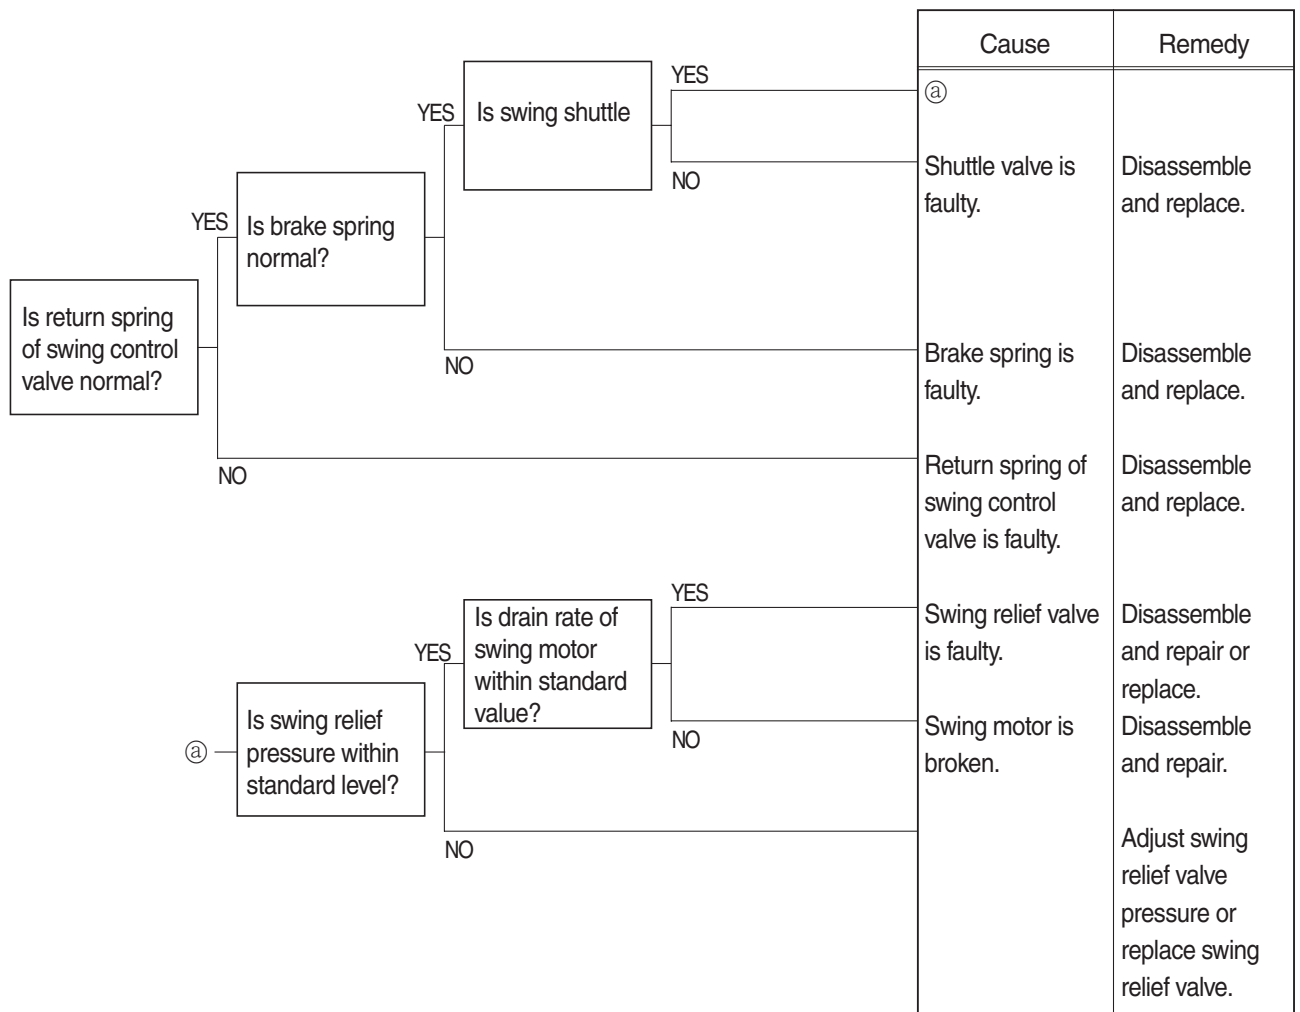 Cause
Remedy
YES
ⓐ
YES
Is swing shuttle
NO
Shuttle valve is
faulty.
Disassemble
and replace.
YES
Is brake spring
normal?
Is return spring
of swing control
valve normal?
NO
Brake spring is
faulty.
Disassemble
and replace.
NO
Return spring of
swing control
valve is faulty.
Disassemble
and replace.
YES
Is drain rate of
swing motor
within standard
value?
YES
Swing relief valve
is faulty.
Disassemble
and repair or
replace.
NO
Swing motor is
broken.
Disassemble
and repair.
ⓐ
Is swing relief
pressure within
standard level?
NO
Adjust swing
relief valve
pressure or
replace swing
relief valve.